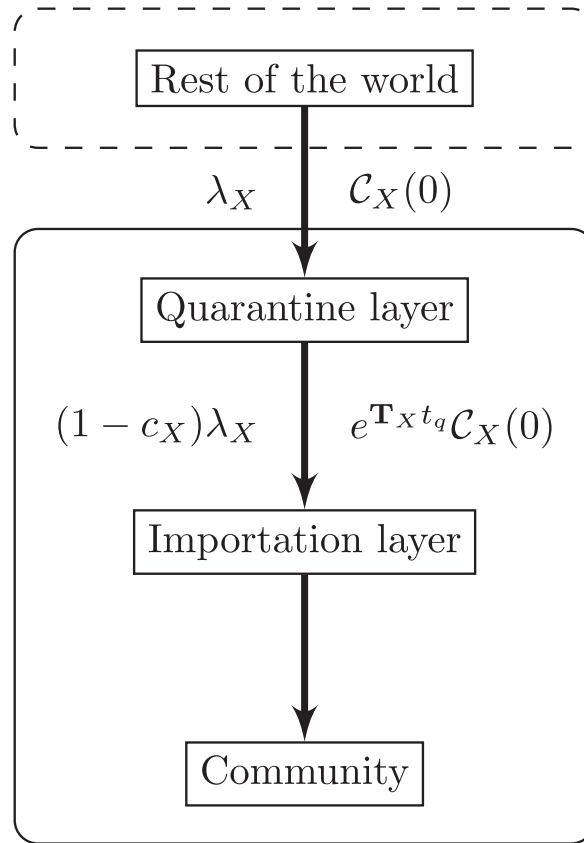 Rest of the world
λ_X 𝒞_X(0)
Quarantine layer
(1 − c_X)λ_X e^{𝐓_X t_q}𝒞_X(0)
Importation layer
Community